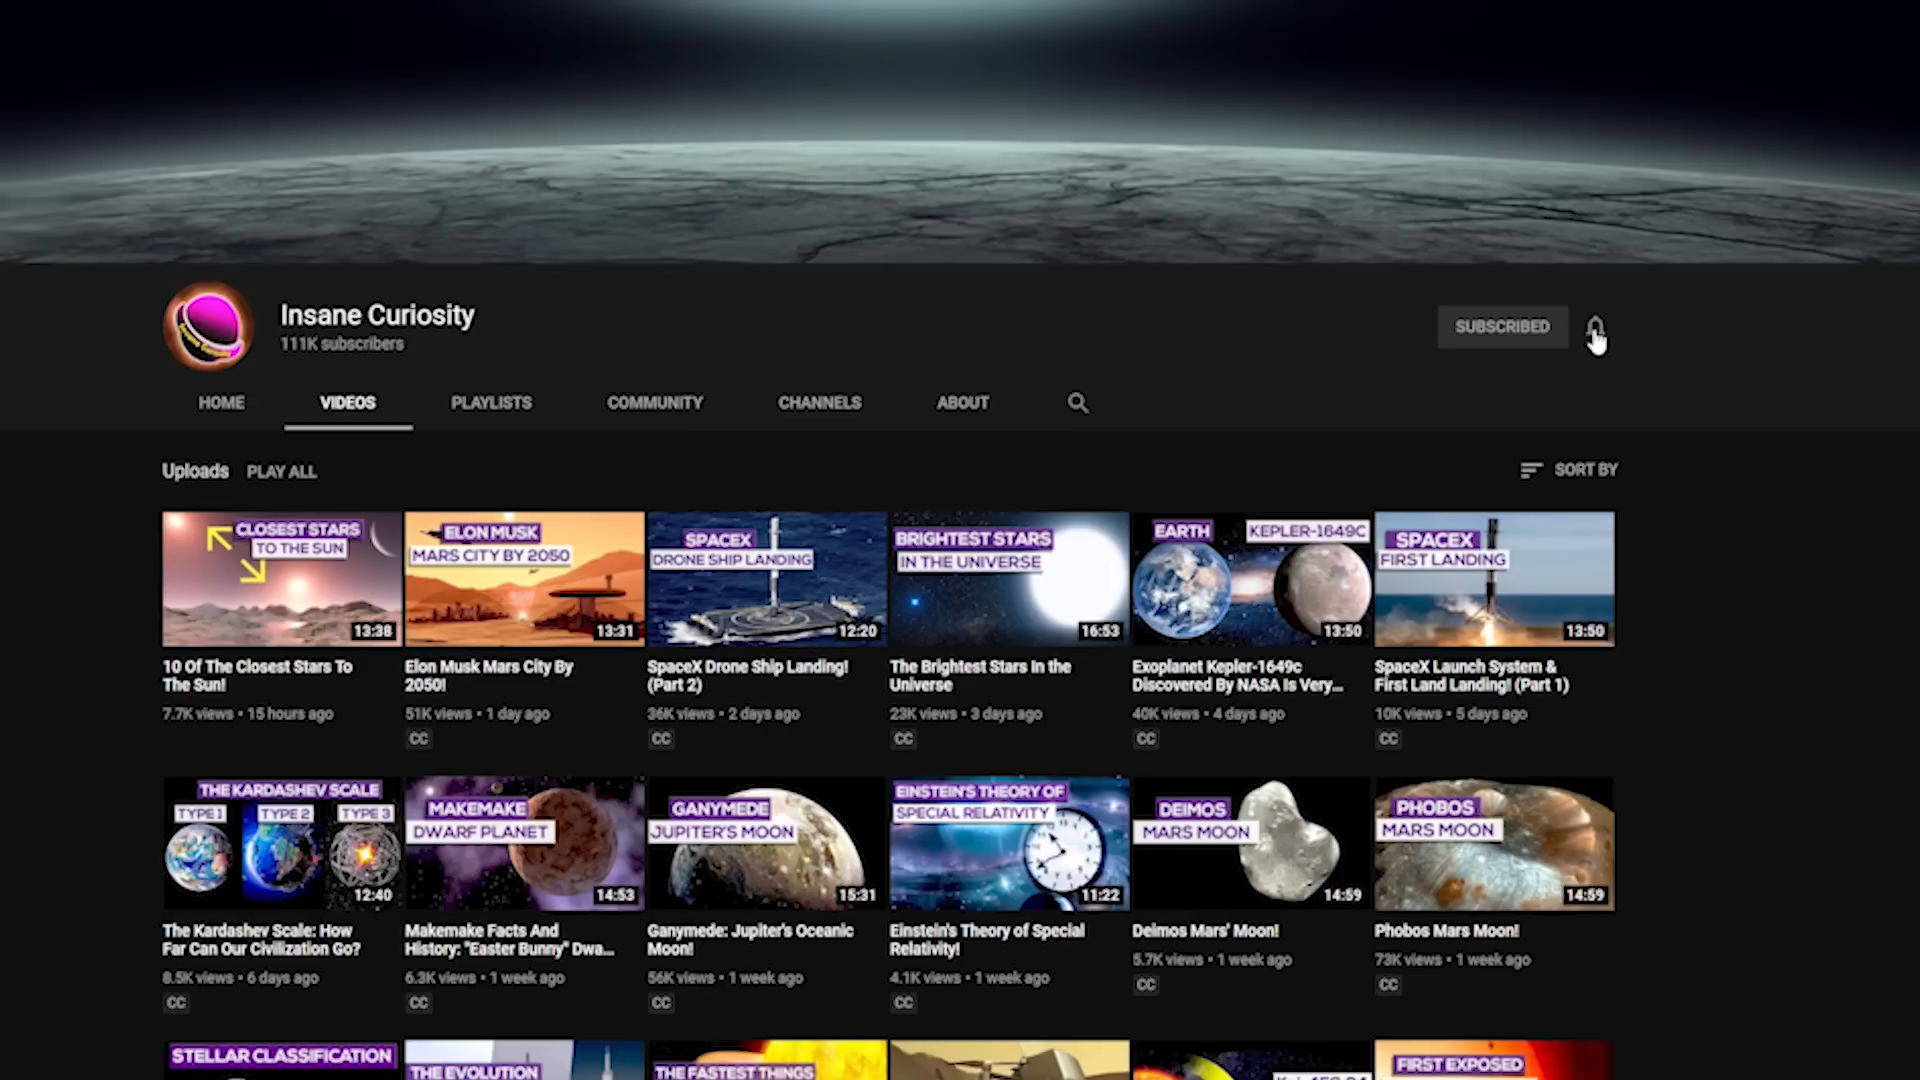 Insane Curiosity
111K subscribers
SUBSCRIBED
HOME VIDEOS PLAYLISTS COMMUNITY CHANNELS ABOUT
Uploads PLAY ALL
SORT BY
CLOSEST STARS
TO THE SUN
13:38
ELON MUSK
MARS CITY BY 2050
13:31
SPACEX
DRONE SHIP LANDING
12:20
BRIGHTEST STARS
IN THE UNIVERSE
16:53
EARTH KEPLER-1649C
13:50
SPACEX
FIRST LANDING
13:50
10 Of The Closest Stars To
The Sun!
7.7K views • 15 hours ago
Elon Musk Mars City By
2050!
51K views • 1 day ago
CC
SpaceX Drone Ship Landing!
(Part 2)
36K views • 2 days ago
CC
The Brightest Stars In the
Universe
23K views • 3 days ago
CC
Exoplanet Kepler-1649c
Discovered By NASA Is Very...
40K views • 4 days ago
CC
SpaceX Launch System &
First Land Landing! (Part 1)
10K views • 5 days ago
CC
THE KARDASHEV SCALE
TYPE 1 TYPE 2 TYPE 3
12:40
MAKEMAKE
DWARF PLANET
14:53
GANYMEDE
JUPITER'S MOON
15:31
EINSTEIN'S THEORY OF
SPECIAL RELATIVITY
11:22
DEIMOS
MARS MOON
14:59
PHOBOS
MARS MOON
14:59
The Kardashev Scale: How
Far Can Our Civilization Go?
8.5K views • 6 days ago
CC
Makemake Facts And
History: "Easter Bunny" Dwa...
6.3K views • 1 week ago
CC
Ganymede: Jupiter's Oceanic
Moon!
56K views • 1 week ago
CC
Einstein's Theory of Special
Relativity!
4.1K views • 1 week ago
CC
Deimos Mars' Moon!
5.7K views • 1 week ago
CC
Phobos Mars Moon!
73K views • 1 week ago
CC
STELLAR CLASSIFICATION
THE EVOLUTION
THE FASTEST THINGS
FIRST EXPOSED